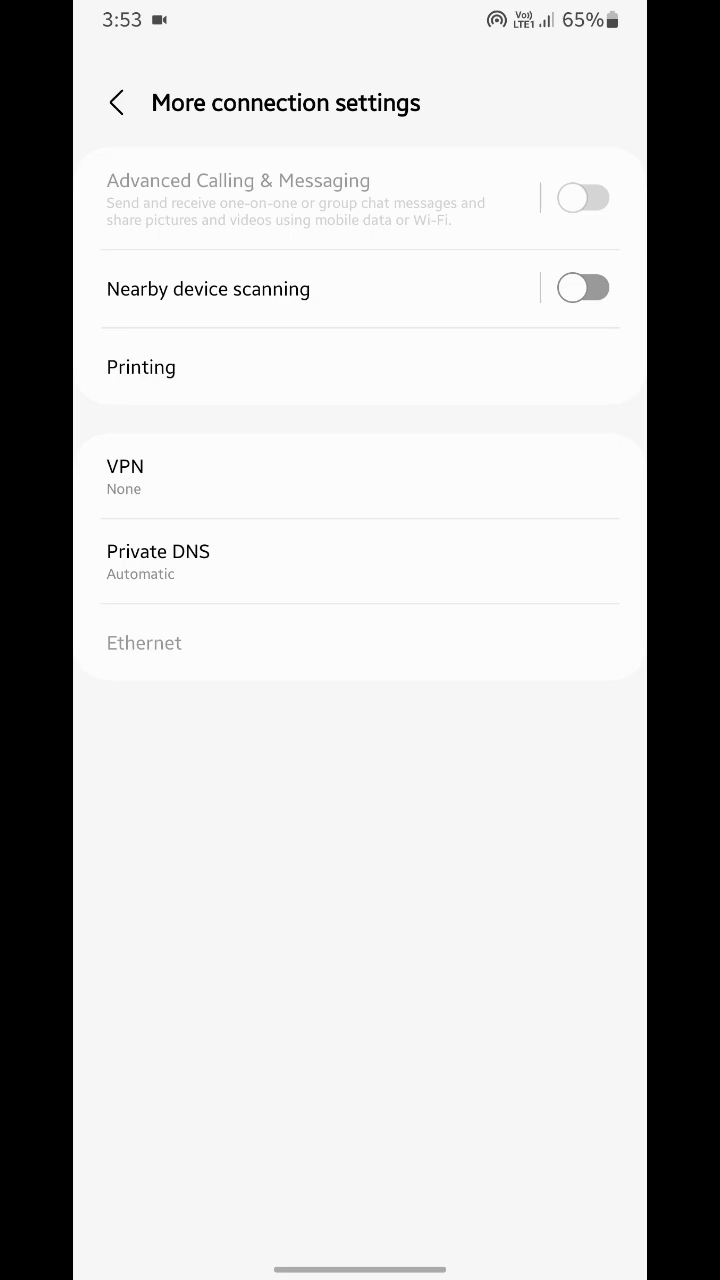 3:53
Vo))
LTE1
65%
More connection settings
Advanced Calling & Messaging
Send and receive one-on-one or group chat messages and
share pictures and videos using mobile data or Wi-Fi.
Nearby device scanning
Printing
VPN
None
Private DNS
Automatic
Ethernet